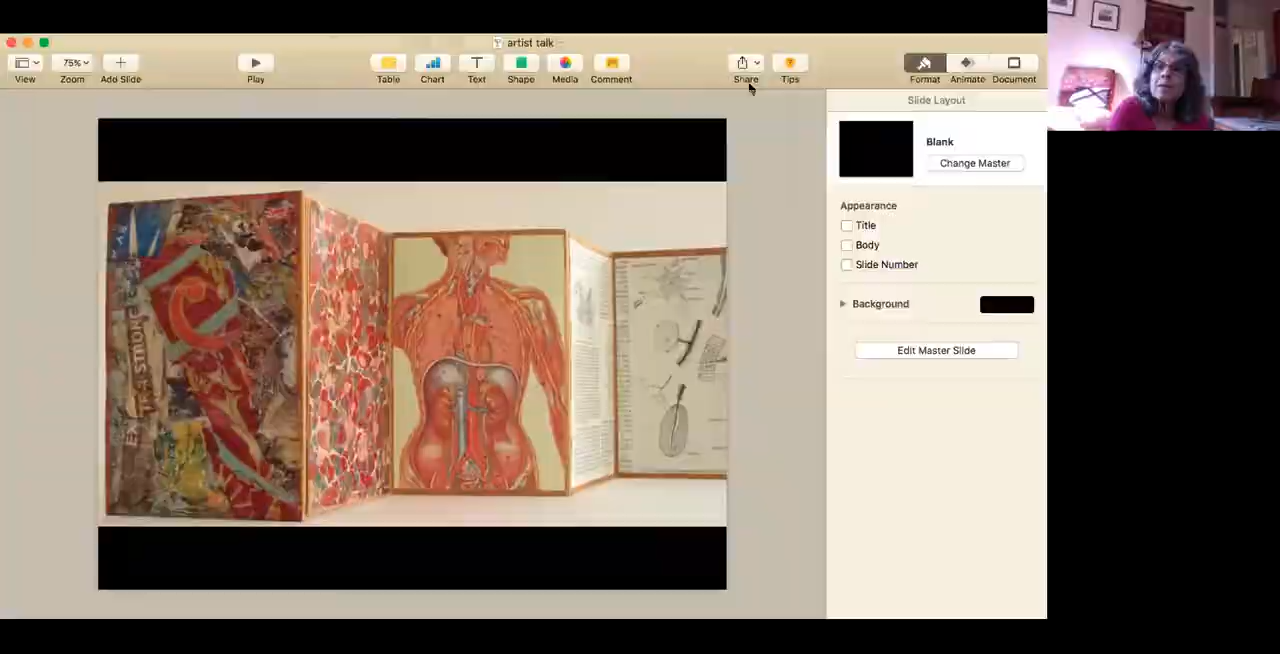 artist talk
View
75%
Zoom
Add Slide
Play
Table
Chart
Text
Shape
Media
Comment
Share
Tips
Format
Animate
Document
Slide Layout
Blank
Change Master
Appearance
Title
Body
Slide Number
Background
Edit Master Slide
STRONG